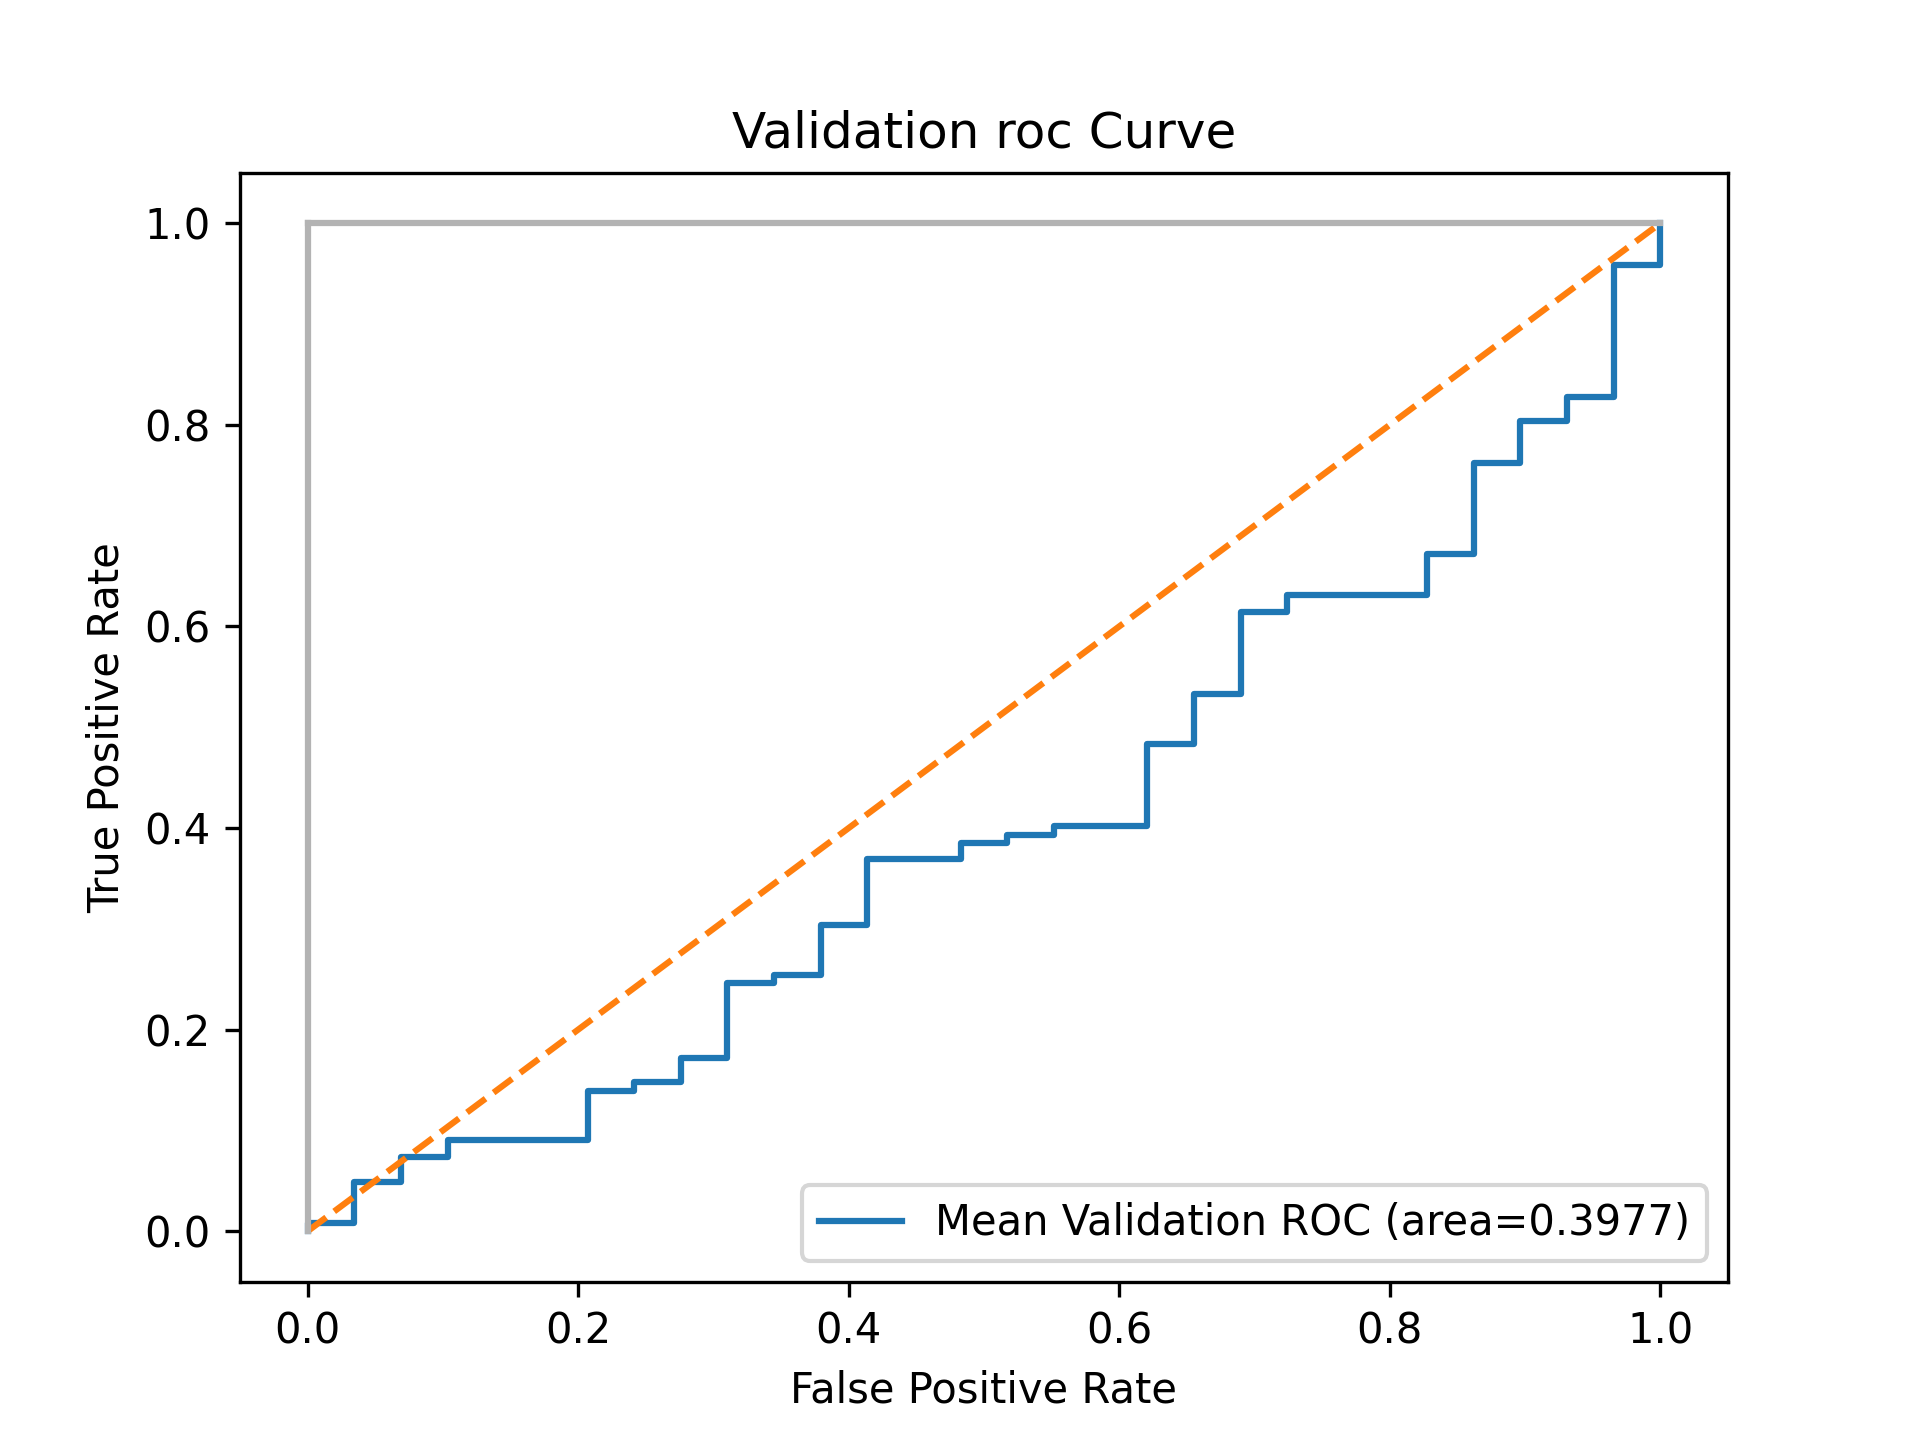 Validation roc Curve
True Positive Rate
1.0
0.8
0.6
0.4
0.2
0.0
Mean Validation ROC (area=0.3977)
0.0 0.2 0.4 0.6 0.8 1.0
False Positive Rate